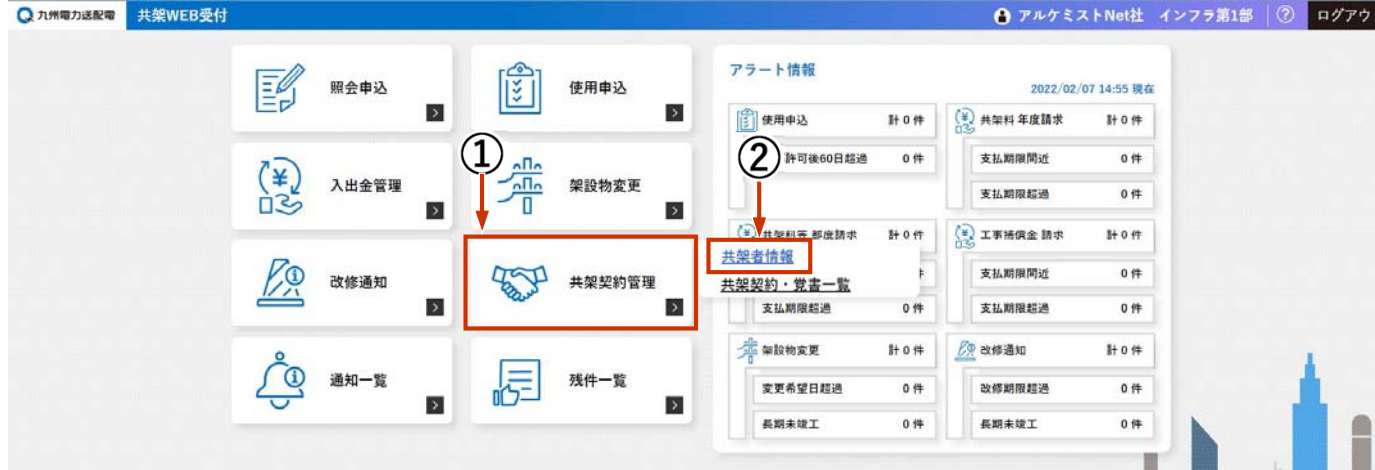 九州電力送配電 共架WEB受付 アルケミストNet社 インフラ第1部 ? ログアウ
照会申込
使用申込
入出金管理
①
架設物変更
改修通知
共架契約管理
通知一覧
残件一覧
アラート情報
2022/02/07 14:55 現在
使用申込 計 0 件
②
許可後60日超過 0 件
共架料 年度請求 計 0 件
支払期限間近 0 件
支払期限超過 0 件
共架料等 都度請求 計 0 件
共架者情報
共架契約・覚書一覧
支払期限超過 0 件
工事補償金 請求 計 0 件
支払期限間近 0 件
支払期限超過 0 件
架設物変更 計 0 件
変更希望日超過 0 件
長期未竣工 0 件
改修通知 計 0 件
改修期限超過 0 件
長期未竣工 0 件